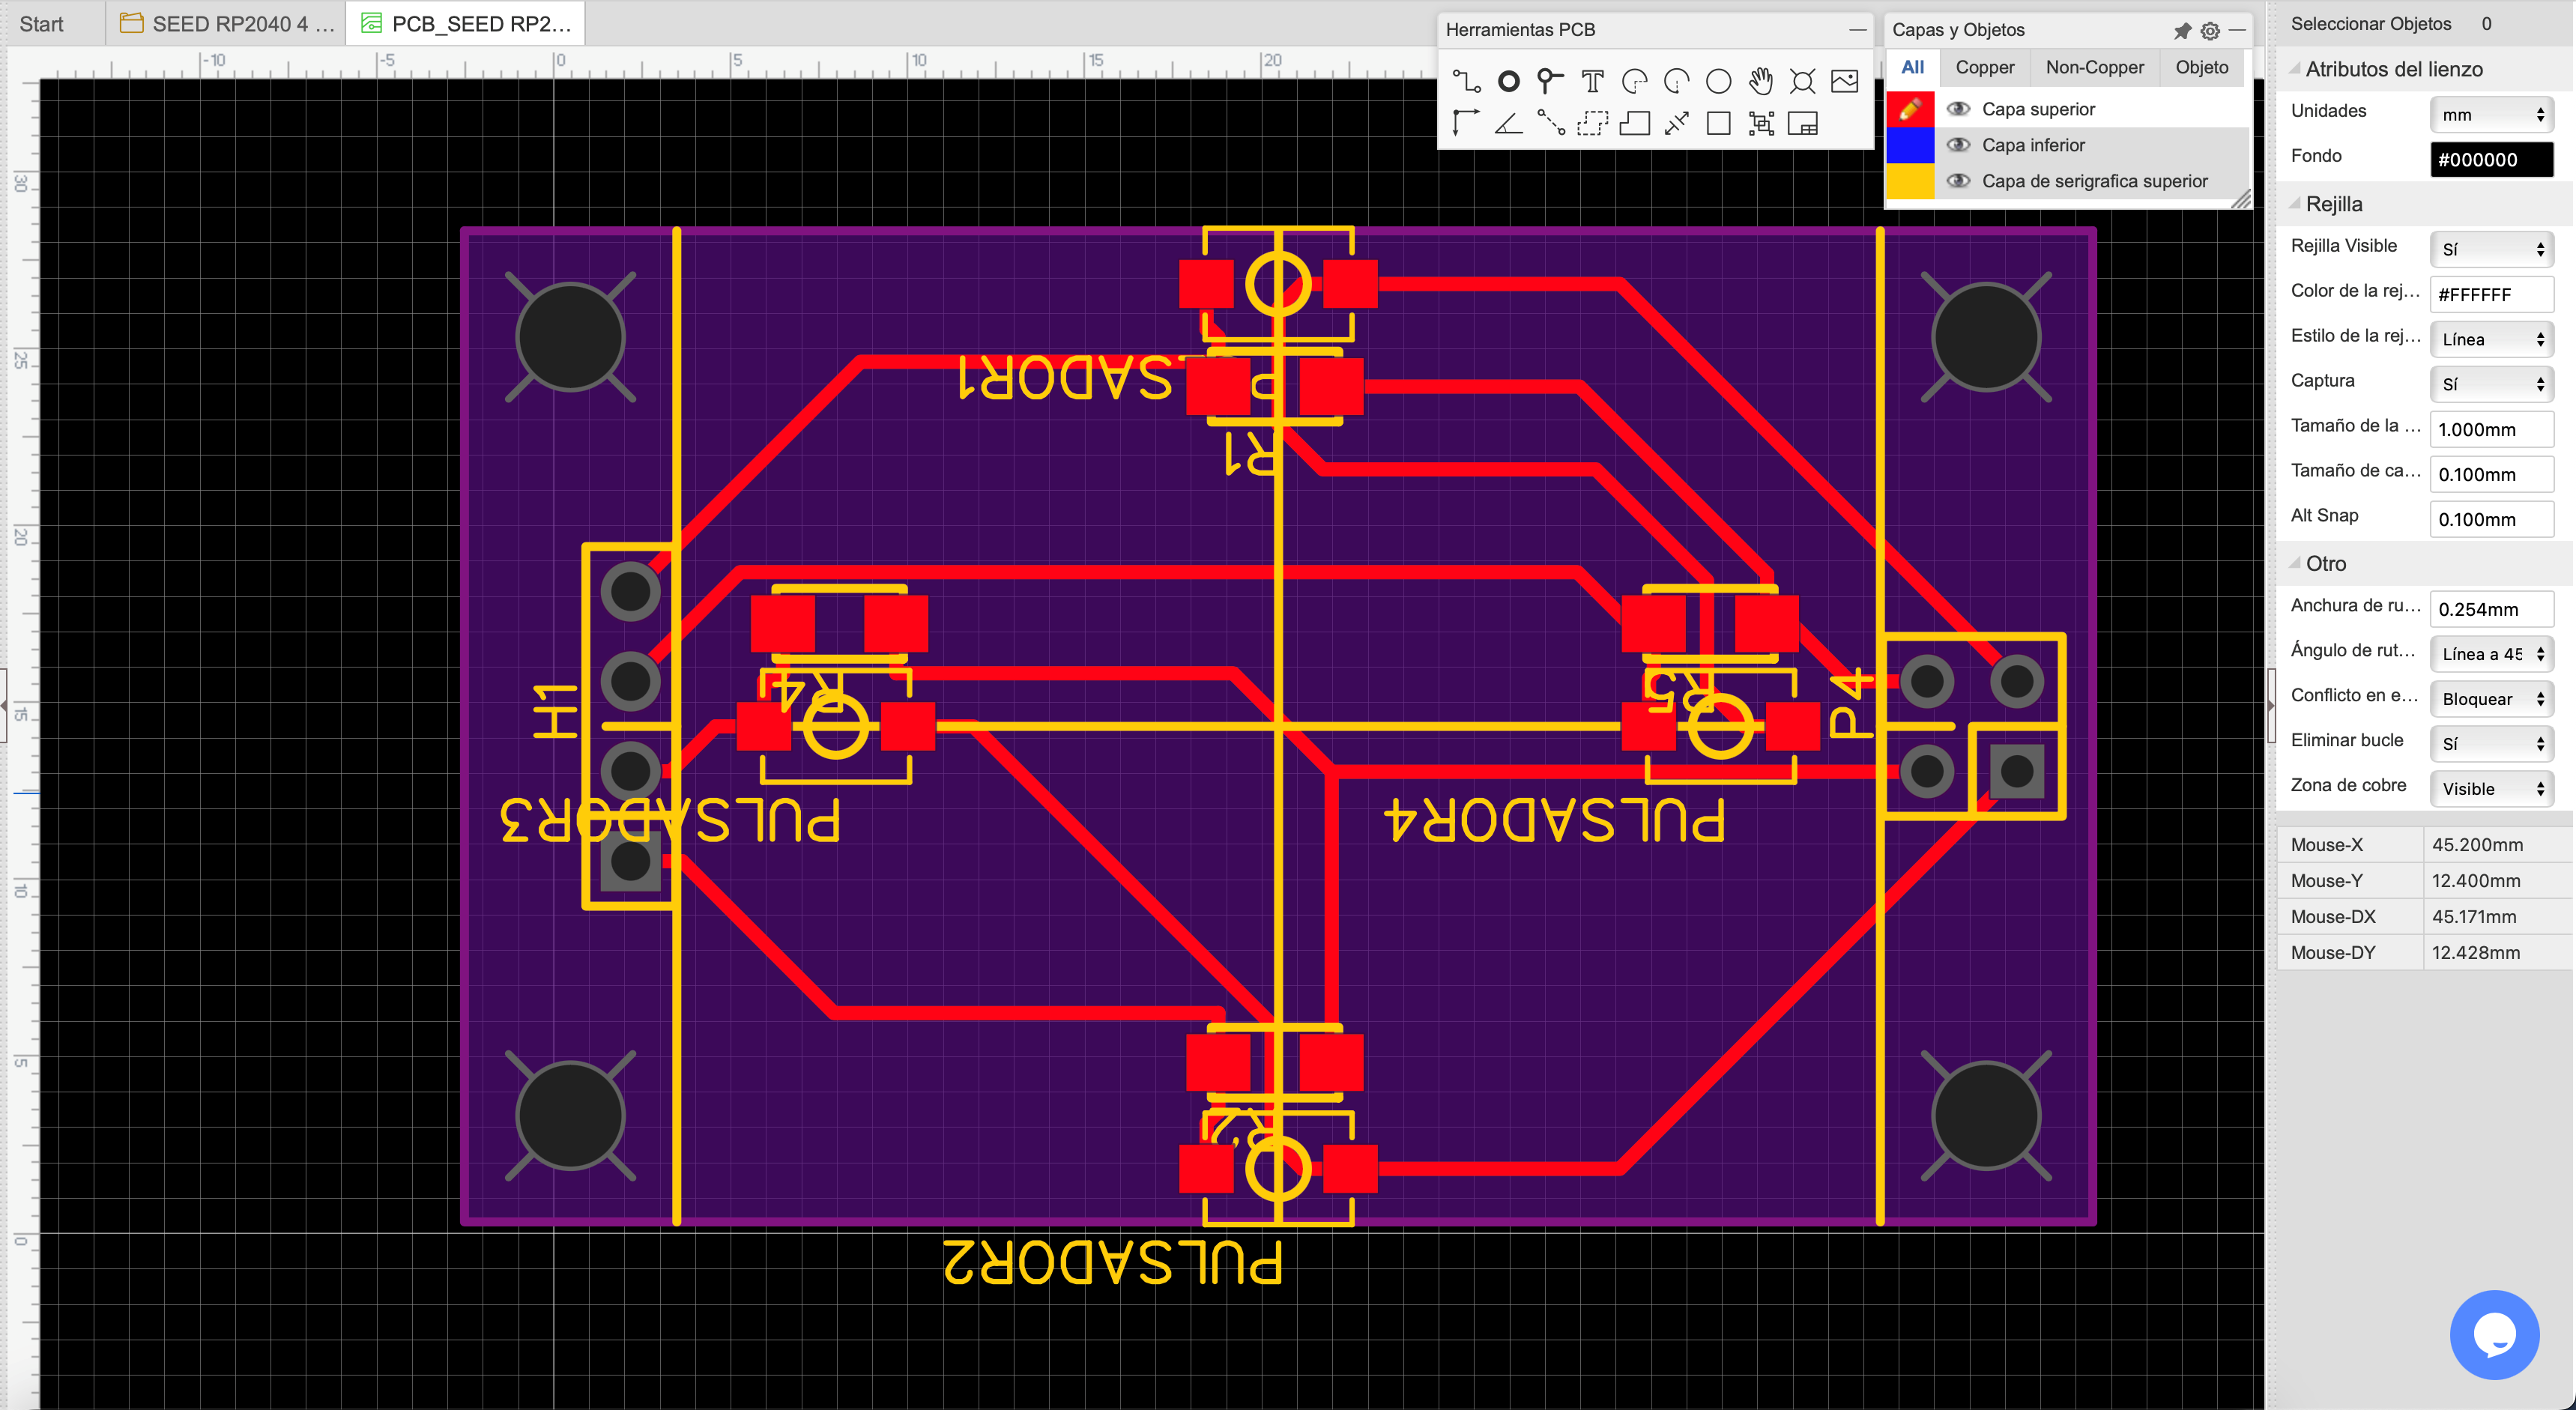 Start
SEED RP2040 4 ...
PCB_SEED RP2...
Herramientas PCB
Capas y Objetos
All
Copper
Non-Copper
Objeto
Capa superior
Capa inferior
Capa de serigrafica superior
-10
-5
0
5
10
15
20
30
25
20
15
10
5
0
PULSADOR1
R1
H1
R4
R5
P4
PULSADOR3
PULSADOR4
R2
PULSADOR2
Seleccionar Objetos 0
Atributos del lienzo
Unidades mm
Fondo #000000
Rejilla
Rejilla Visible Sí
Color de la rej... #FFFFFF
Estilo de la rej... Línea
Captura Sí
Tamaño de la ... 1.000mm
Tamaño de ca... 0.100mm
Alt Snap 0.100mm
Otro
Anchura de ru... 0.254mm
Ángulo de rut... Línea a 45
Conflicto en e... Bloquear
Eliminar bucle Sí
Zona de cobre Visible
Mouse-X 45.200mm
Mouse-Y 12.400mm
Mouse-DX 45.171mm
Mouse-DY 12.428mm